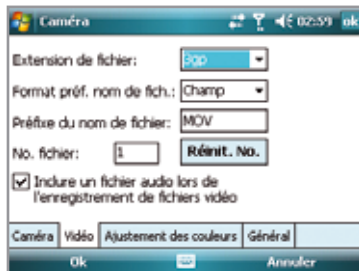 Caméra 02:59 ok
Extension de fichier: 3gp
Format préf. nom de fich.: Champ
Préfixe du nom de fichier: MOV
No. fichier: 1 Réinit. No.
Inclure un fichier audio lors de
l'enregistrement de fichiers vidéo
Caméra Vidéo Ajustement des couleurs Général
Ok Annuler